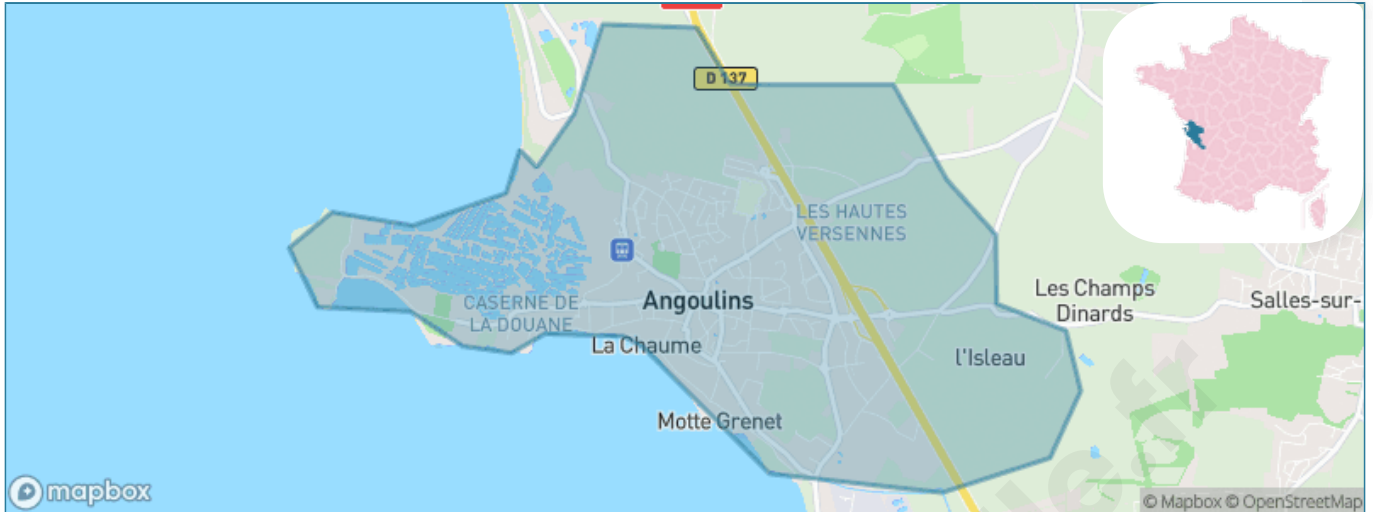 D 137
LES HAUTES
VERSENNES
Les Champs
Dinards
Salles-sur-
CASERNE DE
LA DOUANE
Angoulins
La Chaume
l'Isleau
Motte Grenet
mapbox
© Mapbox © OpenStreetMap